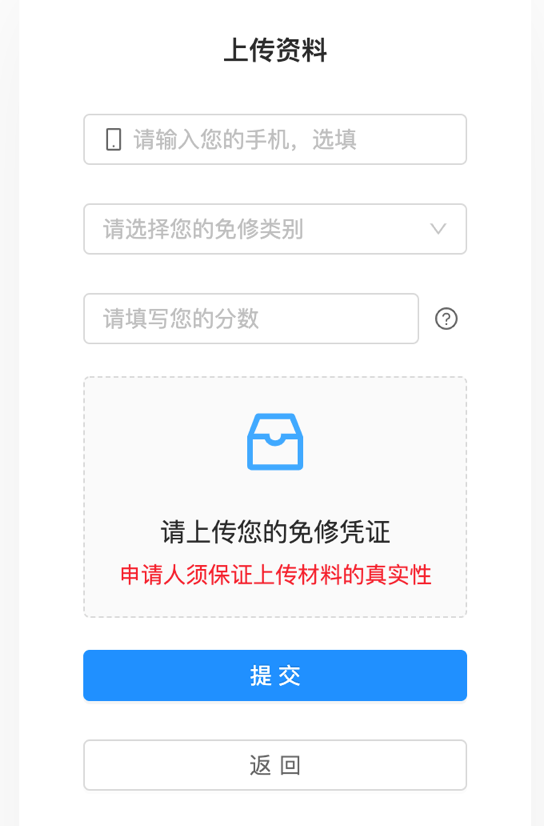 上传资料
请输入您的手机，选填
请选择您的免修类别
请填写您的分数
请上传您的免修凭证
申请人须保证上传材料的真实性
提 交
返 回